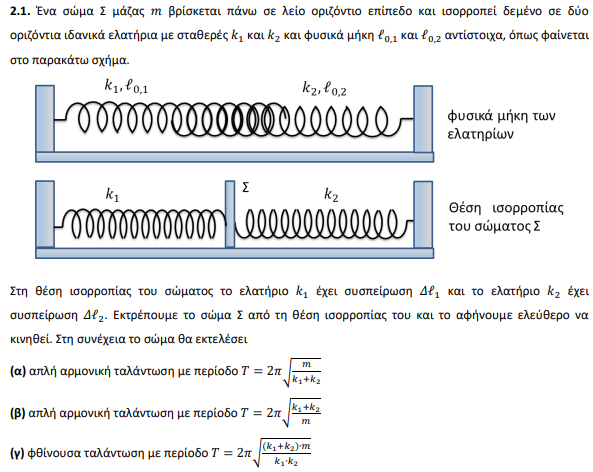 2.1. Ένα σώμα Σ μάζας m βρίσκεται πάνω σε λείο οριζόντιο επίπεδο και ισορροπεί δεμένο σε δύο
οριζόντια ιδανικά ελατήρια με σταθερές k₁ και k₂ και φυσικά μήκη ℓ₀,₁ και ℓ₀,₂ αντίστοιχα, όπως φαίνεται
στο παρακάτω σχήμα.
k₁, ℓ₀,₁ k₂, ℓ₀,₂
φυσικά μήκη των
ελατηρίων
k₁ Σ k₂
Θέση ισορροπίας
του σώματος Σ
Στη θέση ισορροπίας του σώματος το ελατήριο k₁ έχει συσπείρωση Δℓ₁ και το ελατήριο k₂ έχει
συσπείρωση Δℓ₂. Εκτρέπουμε το σώμα Σ από τη θέση ισορροπίας του και το αφήνουμε ελεύθερο να
κινηθεί. Στη συνέχεια το σώμα θα εκτελέσει
(α) απλή αρμονική ταλάντωση με περίοδο T = 2π√(m/(k₁+k₂))
(β) απλή αρμονική ταλάντωση με περίοδο T = 2π√((k₁+k₂)/m)
(γ) φθίνουσα ταλάντωση με περίοδο T = 2π√(((k₁+k₂)·m)/(k₁·k₂))